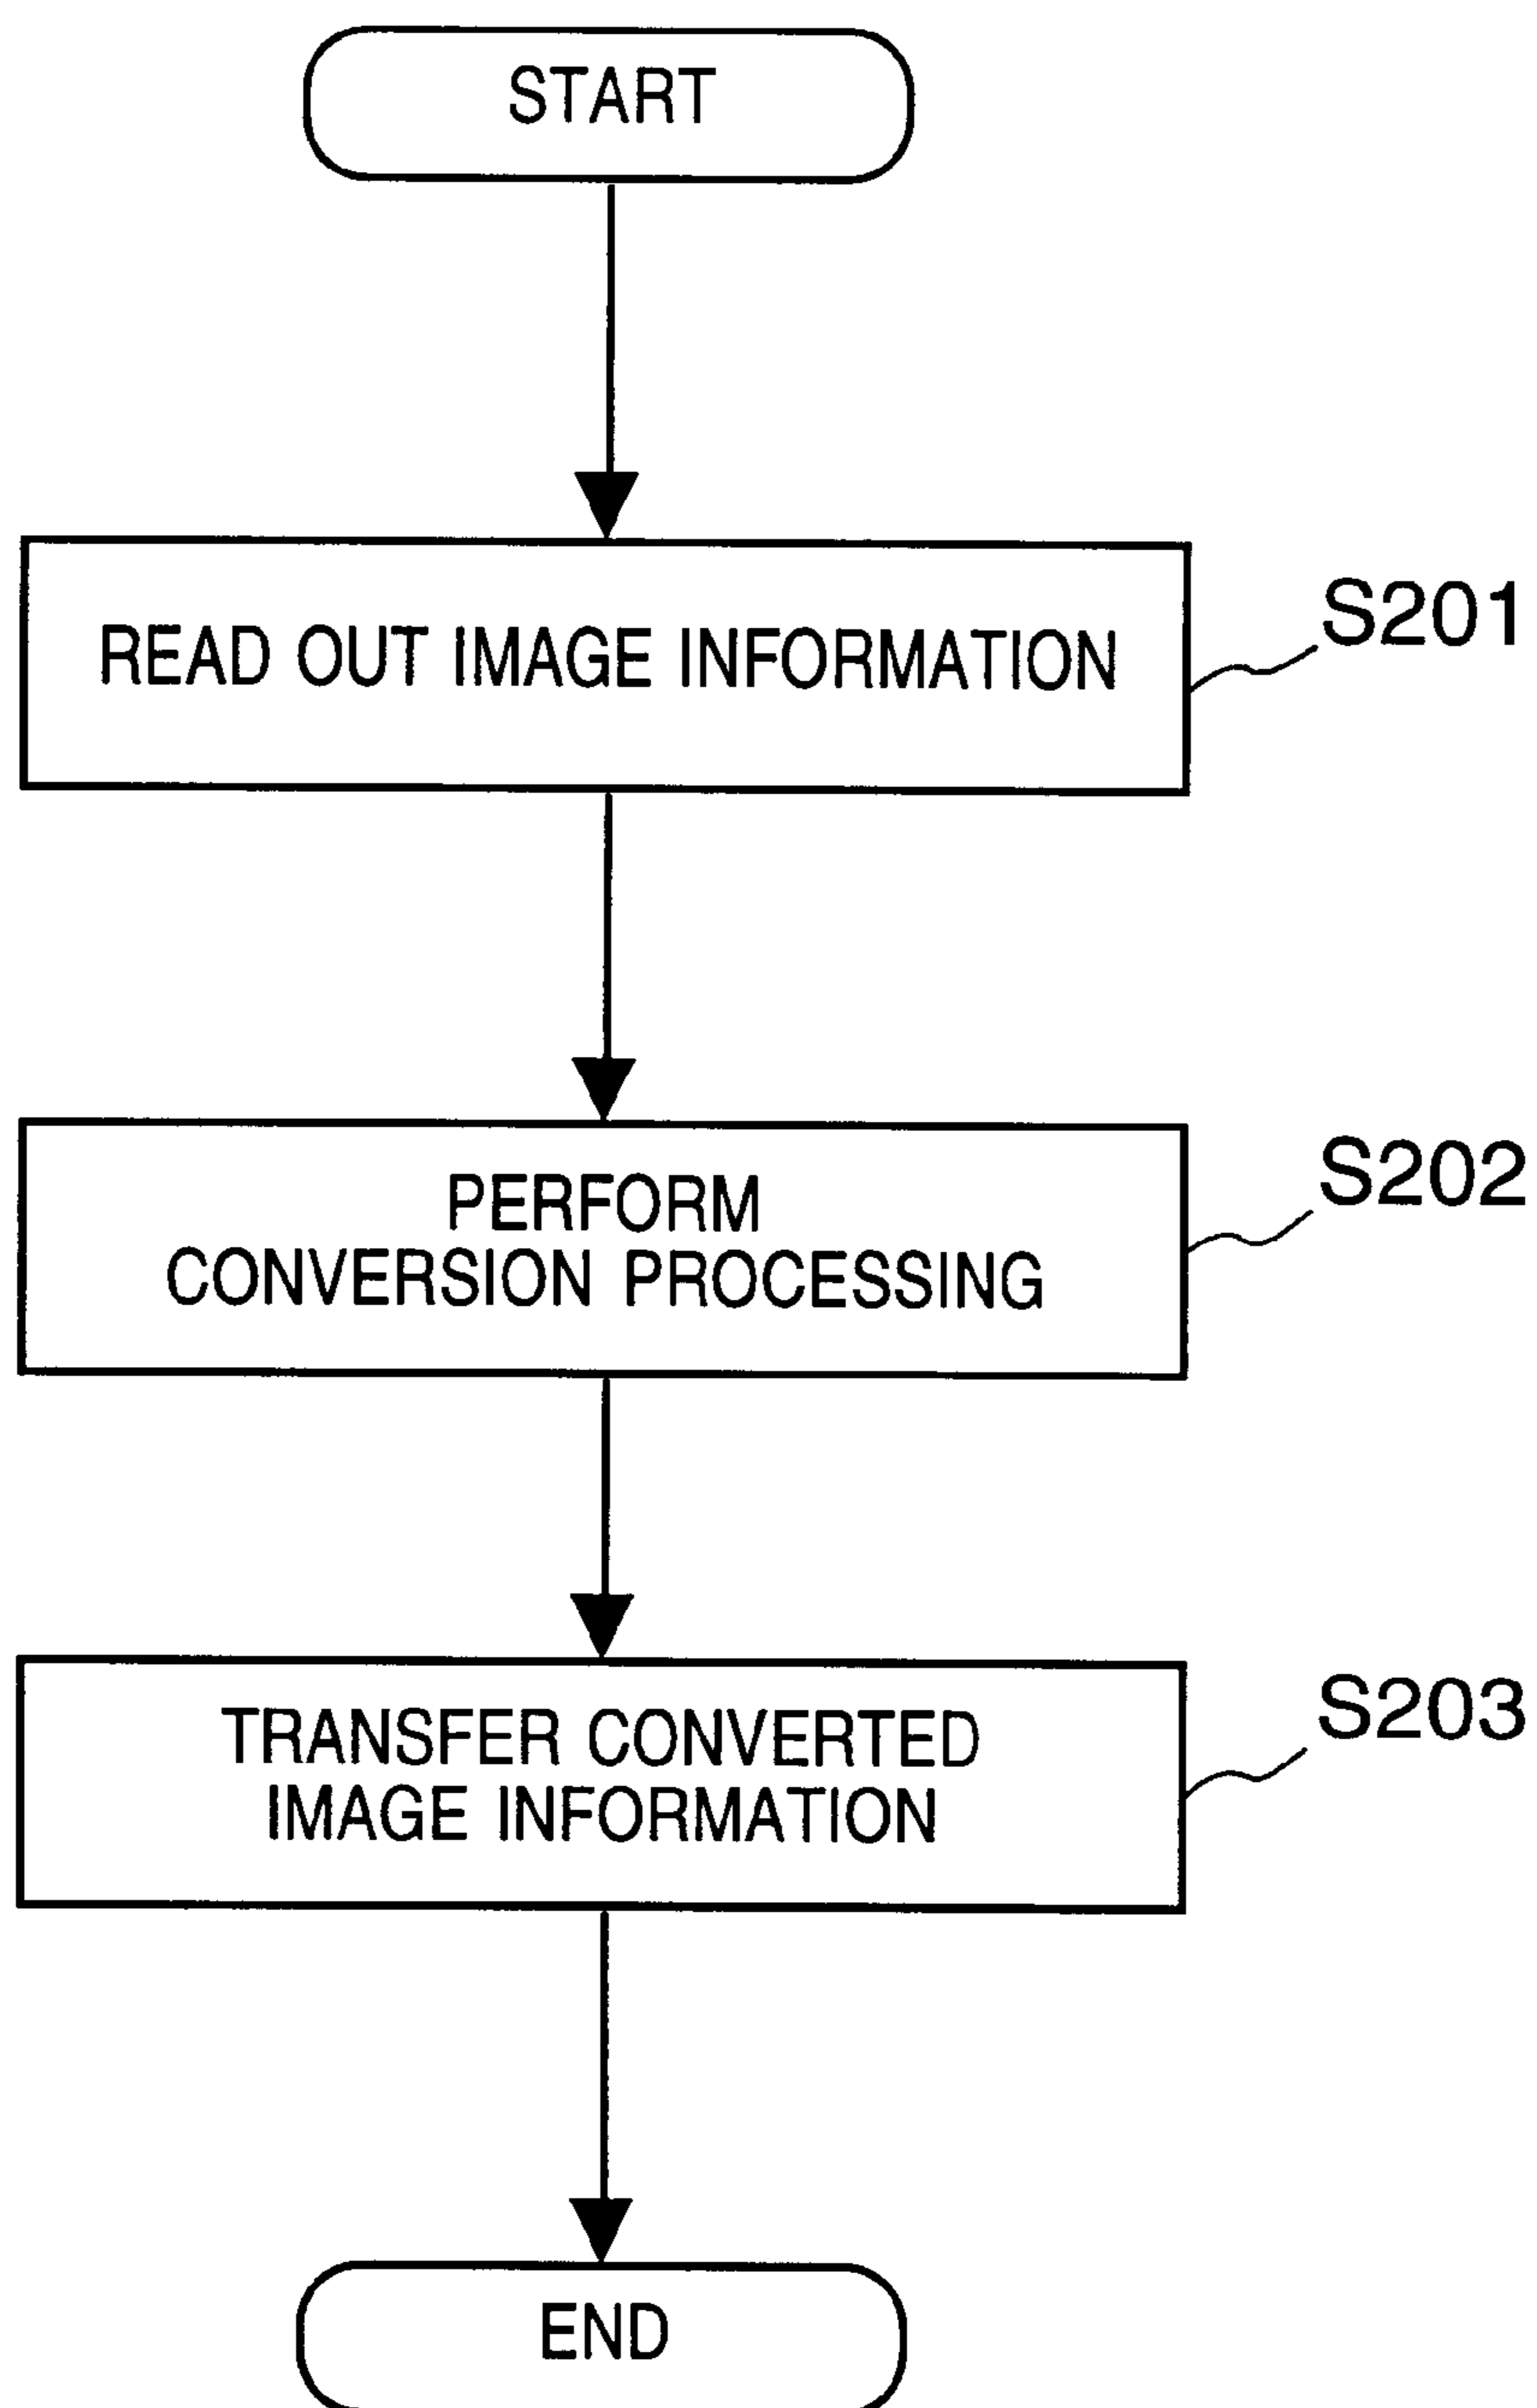 START
READ OUT IMAGE INFORMATION
S201
PERFORM
CONVERSION PROCESSING
S202
TRANSFER CONVERTED
IMAGE INFORMATION
S203
END